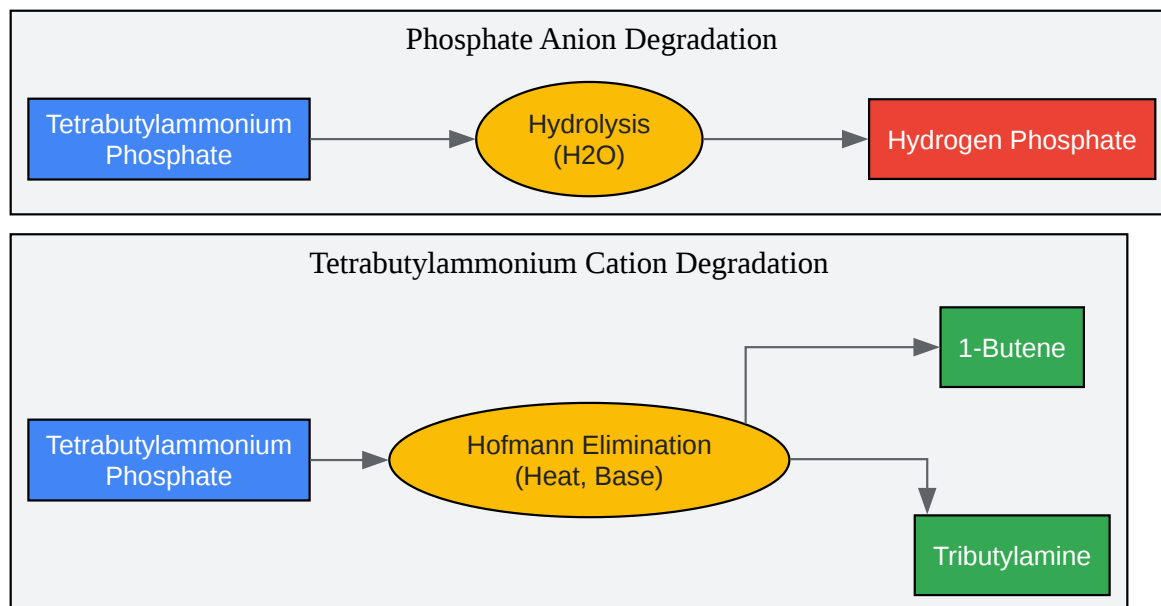 Phosphate Anion Degradation
Tetrabutylammonium
Phosphate
Hydrolysis
(H2O)
Hydrogen Phosphate
Tetrabutylammonium Cation Degradation
1-Butene
Tetrabutylammonium
Phosphate
Hofmann Elimination
(Heat, Base)
Tributylamine